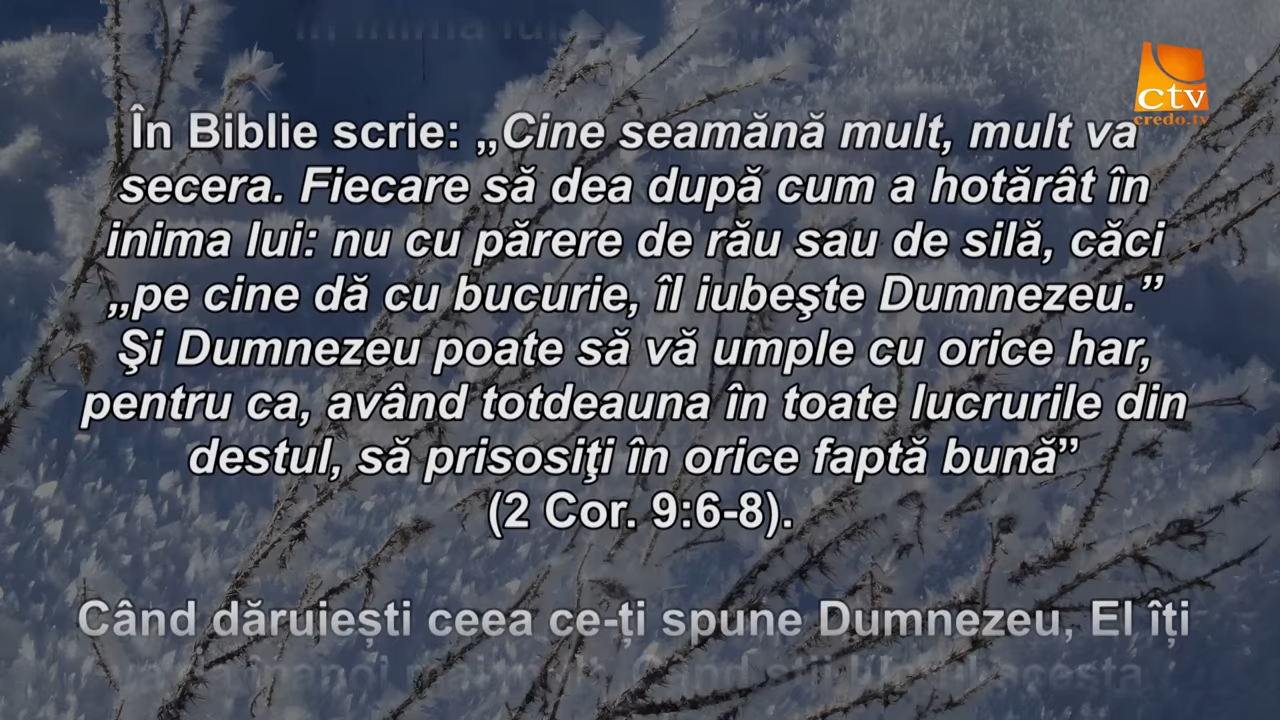 în inima lui
ctv
credo.tv
În Biblie scrie: „Cine seamănă mult, mult va
secera. Fiecare să dea după cum a hotărât în
inima lui: nu cu părere de rău sau de silă, căci
„pe cine dă cu bucurie, îl iubeşte Dumnezeu.”
Şi Dumnezeu poate să vă umple cu orice har,
pentru ca, având totdeauna în toate lucrurile din
destul, să prisosiţi în orice faptă bună”
(2 Cor. 9:6-8).
Când dăruiești ceea ce-ți spune Dumnezeu, El îți
acesta